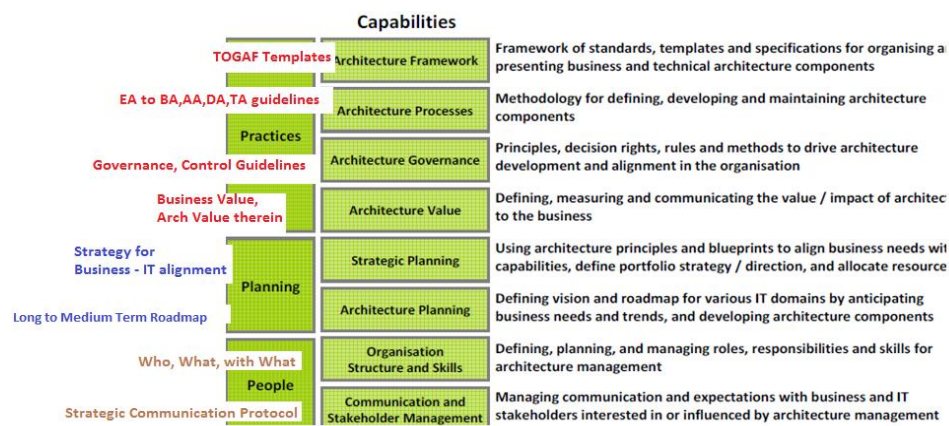 Capabilities
TOGAF Templates
Architecture Framework
Framework of standards, templates and specifications for organising a
presenting business and technical architecture components
EA to BA,AA,DA,TA guidelines
Practices
Architecture Processes
Methodology for defining, developing and maintaining architecture
components
Governance, Control Guidelines
Architecture Governance
Principles, decision rights, rules and methods to drive architecture
development and alignment in the organisation
Business Value,
Arch Value therein
Architecture Value
Defining, measuring and communicating the value / impact of architec
to the business
Strategy for
Business - IT alignment
Planning
Strategic Planning
Using architecture principles and blueprints to align business needs wit
capabilities, define portfolio strategy / direction, and allocate resource
Long to Medium Term Roadmap
Architecture Planning
Defining vision and roadmap for various IT domains by anticipating
business needs and trends, and developing architecture components
Who, What, with What
People
Organisation
Structure and Skills
Defining, planning, and managing roles, responsibilities and skills for
architecture management
Strategic Communication Protocol
Communication and
Stakeholder Management
Managing communication and expectations with business and IT
stakeholders interested in or influenced by architecture management